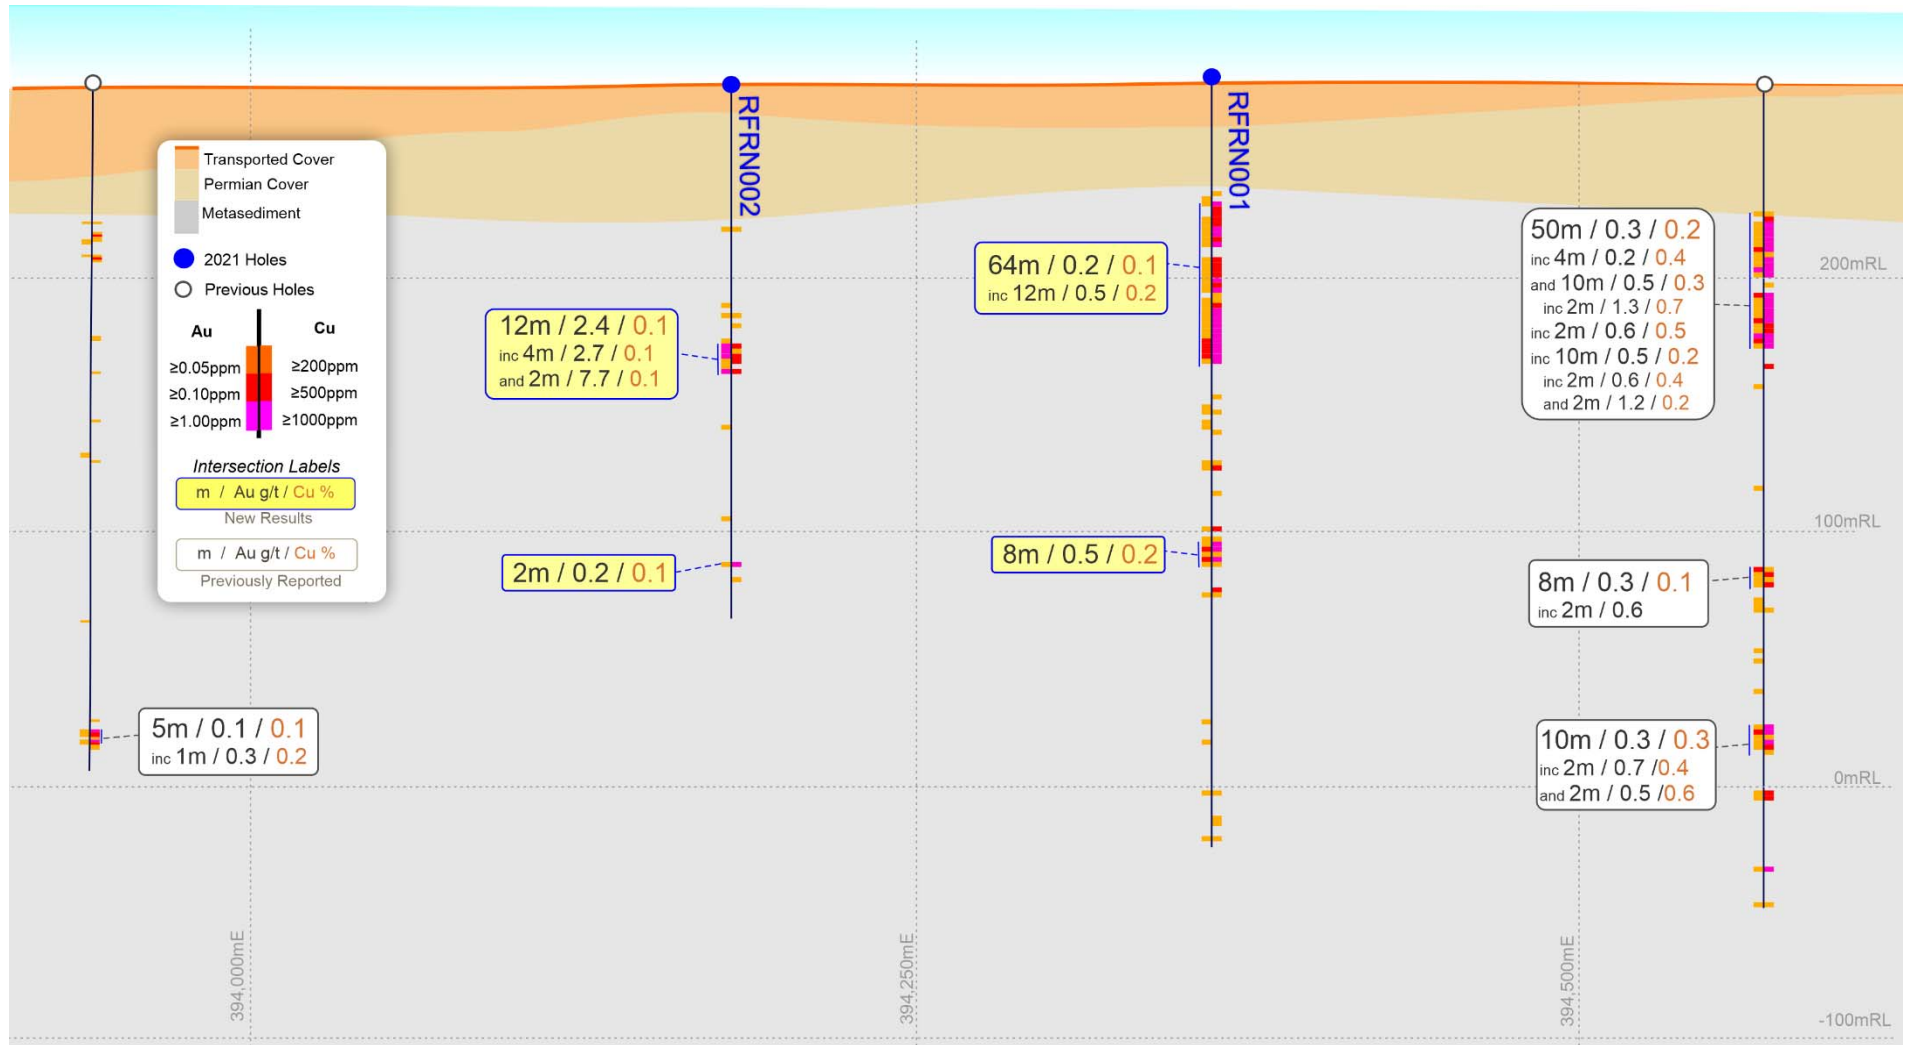 RFRN002
RFRN001
Transported Cover
Permian Cover
Metasediment
2021 Holes
Previous Holes
Au Cu
≥0.05ppm ≥200ppm
≥0.10ppm ≥500ppm
≥1.00ppm ≥1000ppm
Intersection Labels
m / Au g/t / Cu %
New Results
m / Au g/t / Cu %
Previously Reported
5m / 0.1 / 0.1
inc 1m / 0.3 / 0.2
12m / 2.4 / 0.1
inc 4m / 2.7 / 0.1
and 2m / 7.7 / 0.1
2m / 0.2 / 0.1
64m / 0.2 / 0.1
inc 12m / 0.5 / 0.2
8m / 0.5 / 0.2
50m / 0.3 / 0.2
inc 4m / 0.2 / 0.4
and 10m / 0.5 / 0.3
inc 2m / 1.3 / 0.7
inc 2m / 0.6 / 0.5
inc 10m / 0.5 / 0.2
inc 2m / 0.6 / 0.4
and 2m / 1.2 / 0.2
8m / 0.3 / 0.1
inc 2m / 0.6
10m / 0.3 / 0.3
inc 2m / 0.7 /0.4
and 2m / 0.5 /0.6
200mRL
100mRL
0mRL
-100mRL
394,000mE
394,250mE
394,500mE